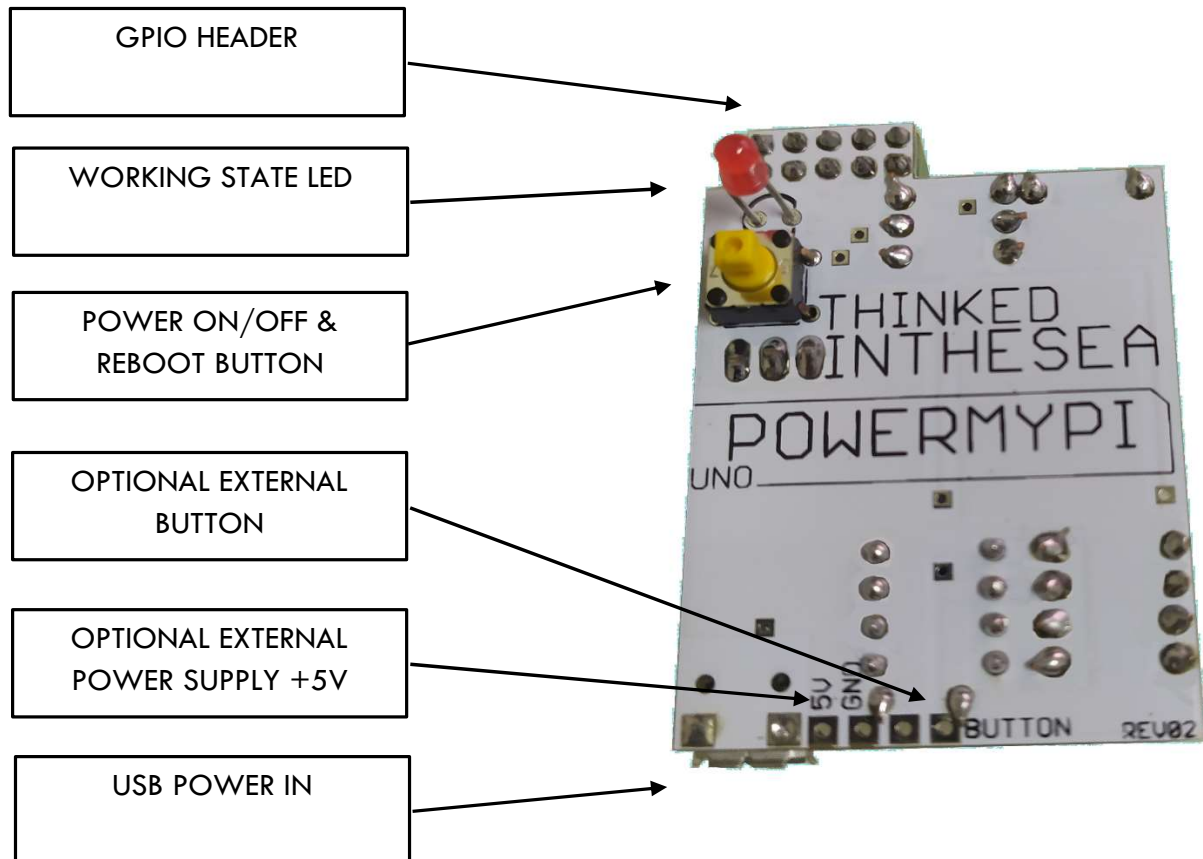 GPIO HEADER
WORKING STATE LED
POWER ON/OFF &
REBOOT BUTTON
OPTIONAL EXTERNAL
BUTTON
OPTIONAL EXTERNAL
POWER SUPPLY +5V
USB POWER IN
THINKED
INTHESEA
POWERMYPI
UNO
5V
GND
BUTTON
REV02